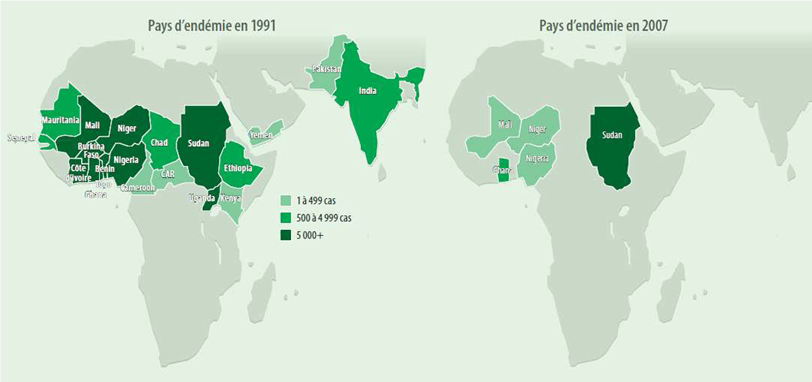 Pays d'endémie en 1991
Pays d'endémie en 2007
Pakistan
India
Mauritania
Mali
Niger
Senegal
Burkina
Faso
Chad
Sudan
Yemen
Côte
d'Ivoire
Benin
Nigeria
Togo
Ghana
Cameroon
CAR
Ethiopia
Uganda
Kenya
1 à 499 cas
500 à 4 999 cas
5 000+
Mali
Niger
Nigeria
Ghana
Sudan